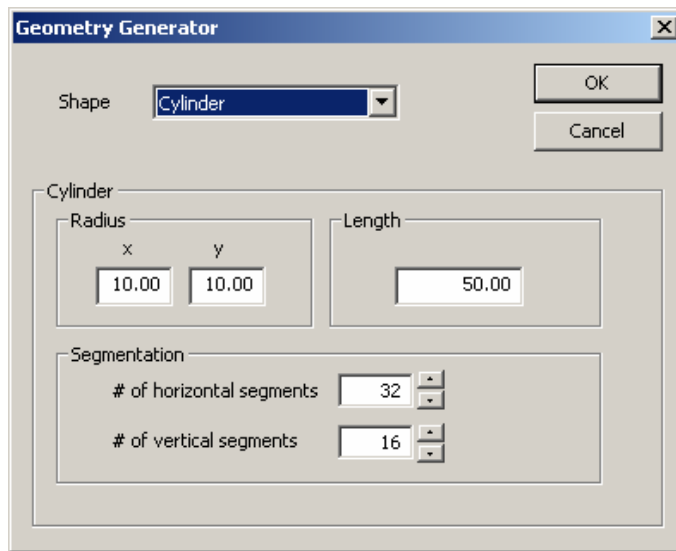 Geometry Generator
Shape
Cylinder
OK
Cancel
Cylinder
Radius
Length
x y
10.00 10.00
50.00
Segmentation
# of horizontal segments 32
# of vertical segments 16